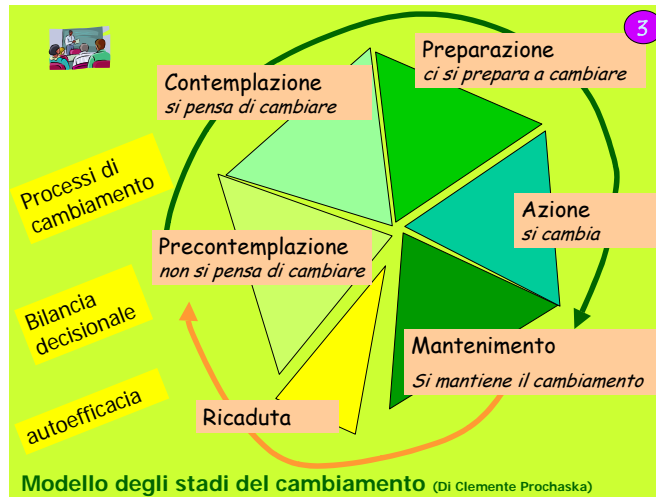 3
Preparazione
ci si prepara a cambiare
Contemplazione
si pensa di cambiare
Processi di
cambiamento
Azione
si cambia
Precontemplazione
non si pensa di cambiare
Bilancia
decisionale
Mantenimento
Si mantiene il cambiamento
autoefficacia
Ricaduta
Modello degli stadi del cambiamento (Di Clemente Prochaska)